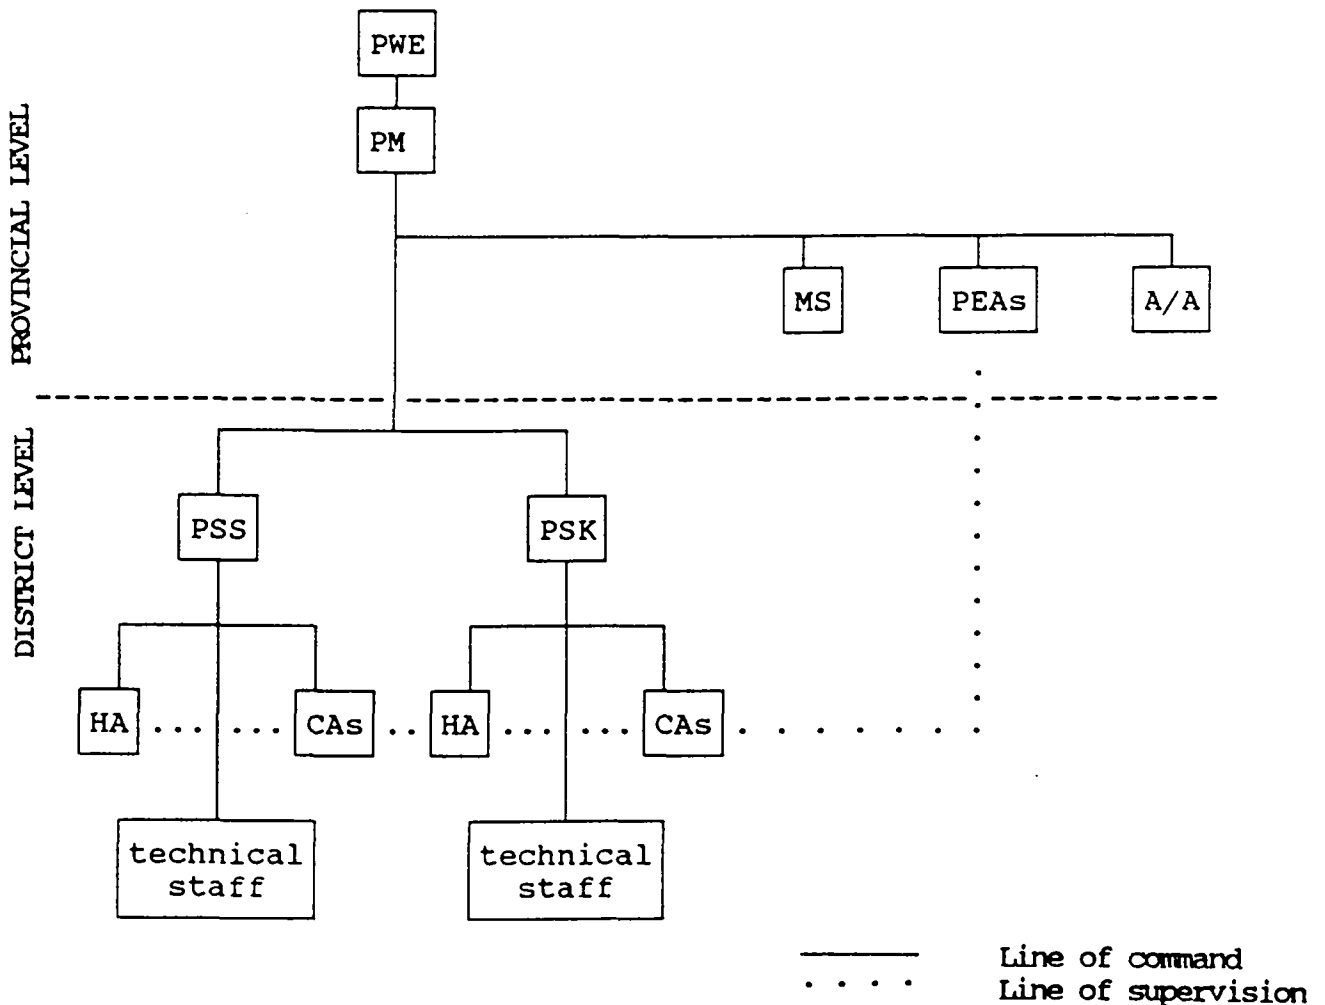 PWE
PM
PROVINCIAL LEVEL
MS
PEAs
A/A
DISTRICT LEVEL
PSS
PSK
HA
CAs
HA
CAs
technical
staff
technical
staff
Line of command
Line of supervision